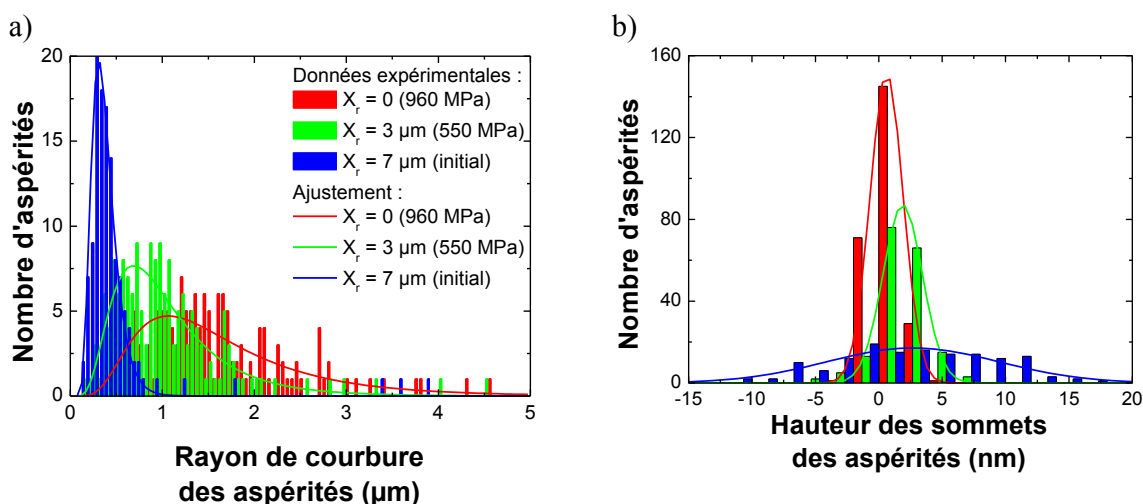 a)
20
15
10
5
0
0
1
2
3
4
5
Nombre d'aspérités
Rayon de courbure
des aspérités (µm)
Données expérimentales :
X_r = 0 (960 MPa)
X_r = 3 µm (550 MPa)
X_r = 7 µm (initial)
Ajustement :
X_r = 0 (960 MPa)
X_r = 3 µm (550 MPa)
X_r = 7 µm (initial)
b)
160
120
80
40
0
-15
-10
-5
0
5
10
15
20
Nombre d'aspérités
Hauteur des sommets
des aspérités (nm)